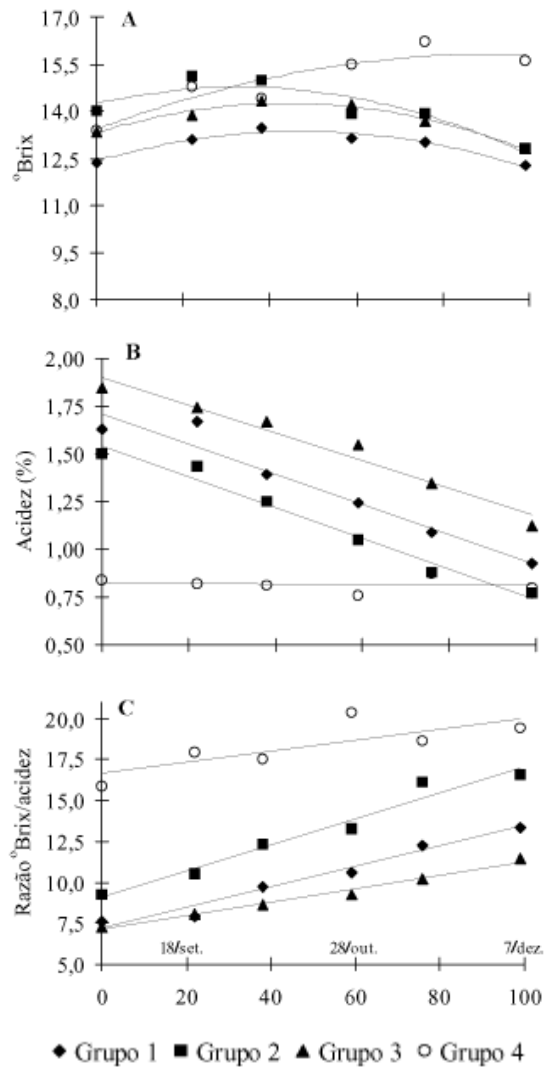 A
17,0
15,5
14,0
12,5
11,0
9,5
8,0
°Brix
B
2,00
1,75
1,50
1,25
1,00
0,75
0,50
Acidez (%)
C
20,0
17,5
15,0
12,5
10,0
7,5
5,0
Razão °Brix/acidez
18/set. 28/out. 7/dez.
0 20 40 60 80 100
Grupo 1 Grupo 2 Grupo 3 Grupo 4